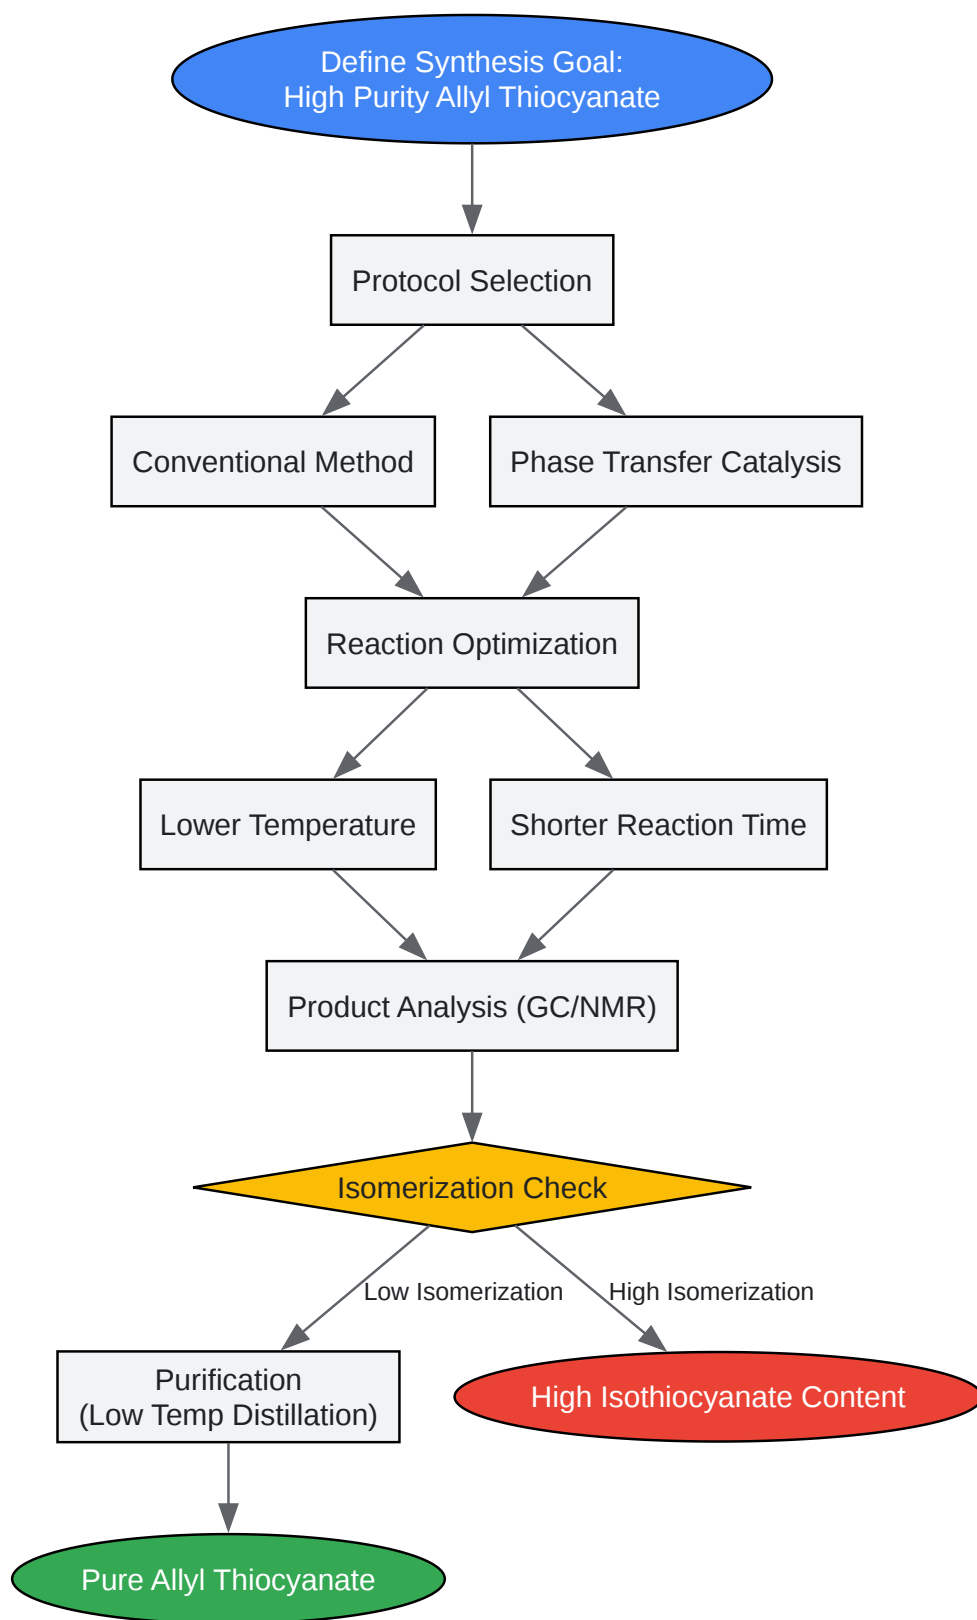 Define Synthesis Goal:
High Purity Allyl Thiocyanate
Protocol Selection
Conventional Method
Phase Transfer Catalysis
Reaction Optimization
Lower Temperature
Shorter Reaction Time
Product Analysis (GC/NMR)
Isomerization Check
Low Isomerization
High Isomerization
Purification
(Low Temp Distillation)
High Isothiocyanate Content
Pure Allyl Thiocyanate